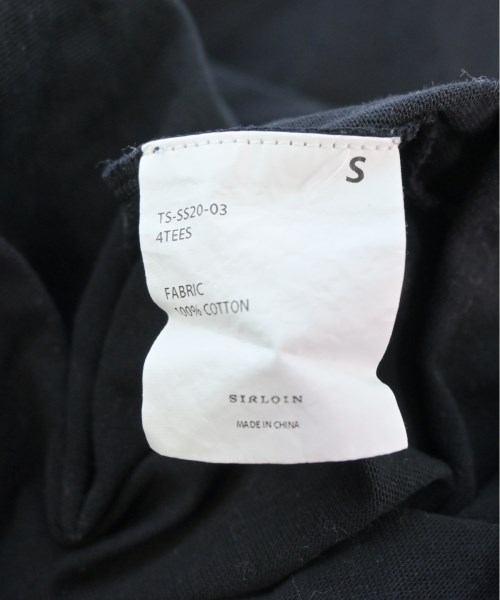 S
TS-SS20-03
4TEES
FABRIC
100% COTTON
SIRLOIN
MADE IN CHINA